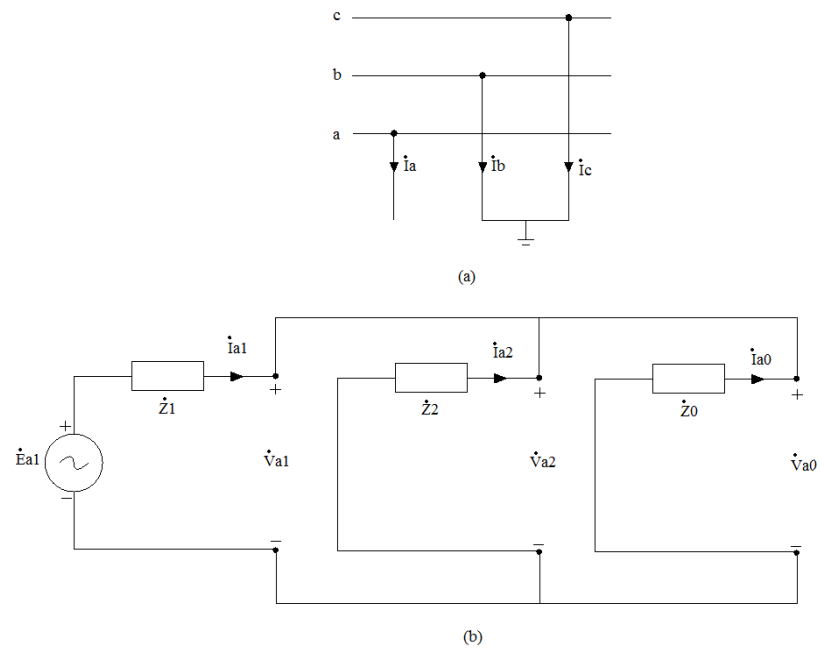 c
b
a
İa
İb
İc
(a)
İa1
İa2
İa0
+
+
+
+
Ż1
Ż2
Ż0
Ėa1
V̇a1
V̇a2
V̇a0
−
−
−
−
(b)